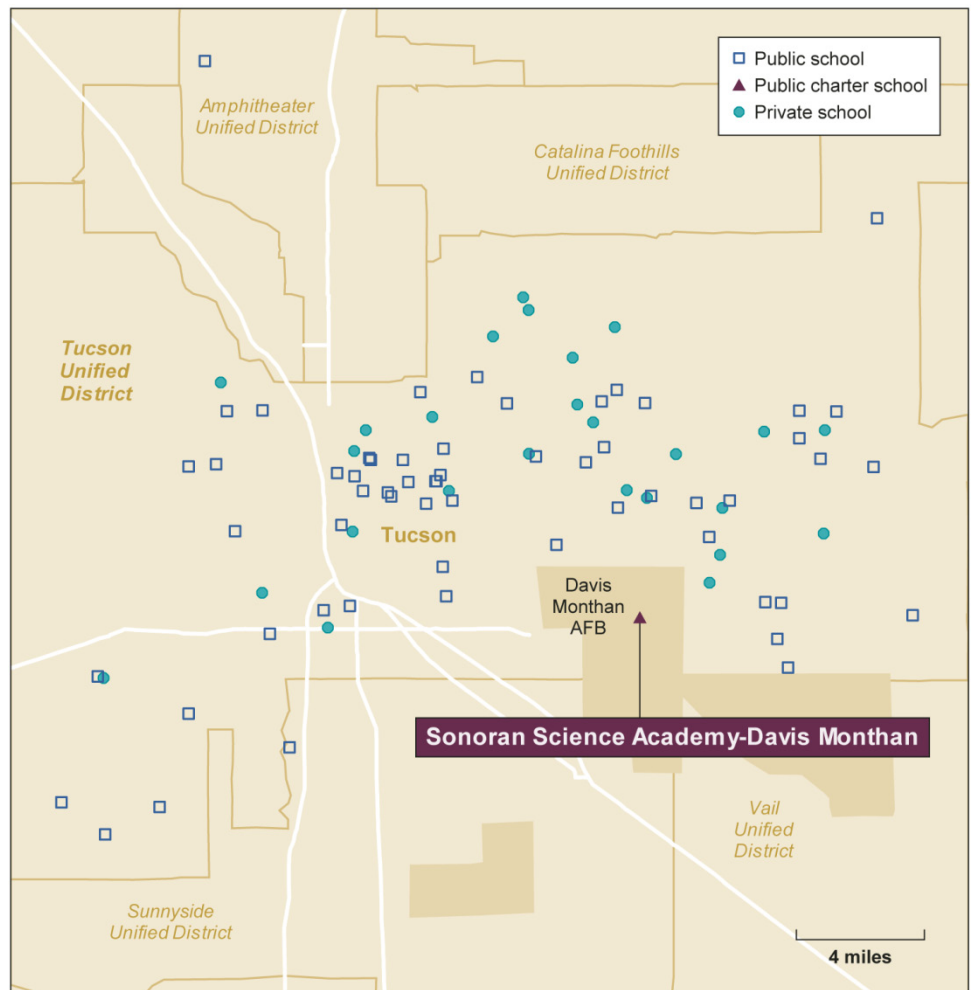 Public school
Public charter school
Private school
Amphitheater
Unified District
Catalina Foothills
Unified District
Tucson
Unified
District
Tucson
Davis
Monthan
AFB
Sonoran Science Academy-Davis Monthan
Vail
Unified
District
Sunnyside
Unified District
4 miles